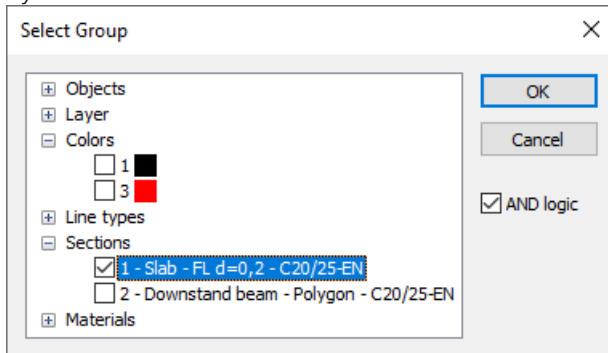 Select Group
Objects
OK
Layer
Colors
Cancel
1
3
AND logic
Line types
Sections
1 - Slab - FL d=0,2 - C20/25-EN
2 - Downstand beam - Polygon - C20/25-EN
Materials